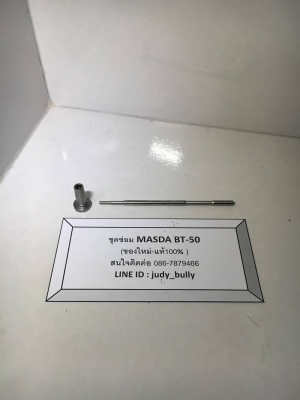 ชุดซ่อม MASDA BT-50
(ของใหม่-แท้100% )
สนใจติดต่อ 086-7879466
LINE ID : judy_bully